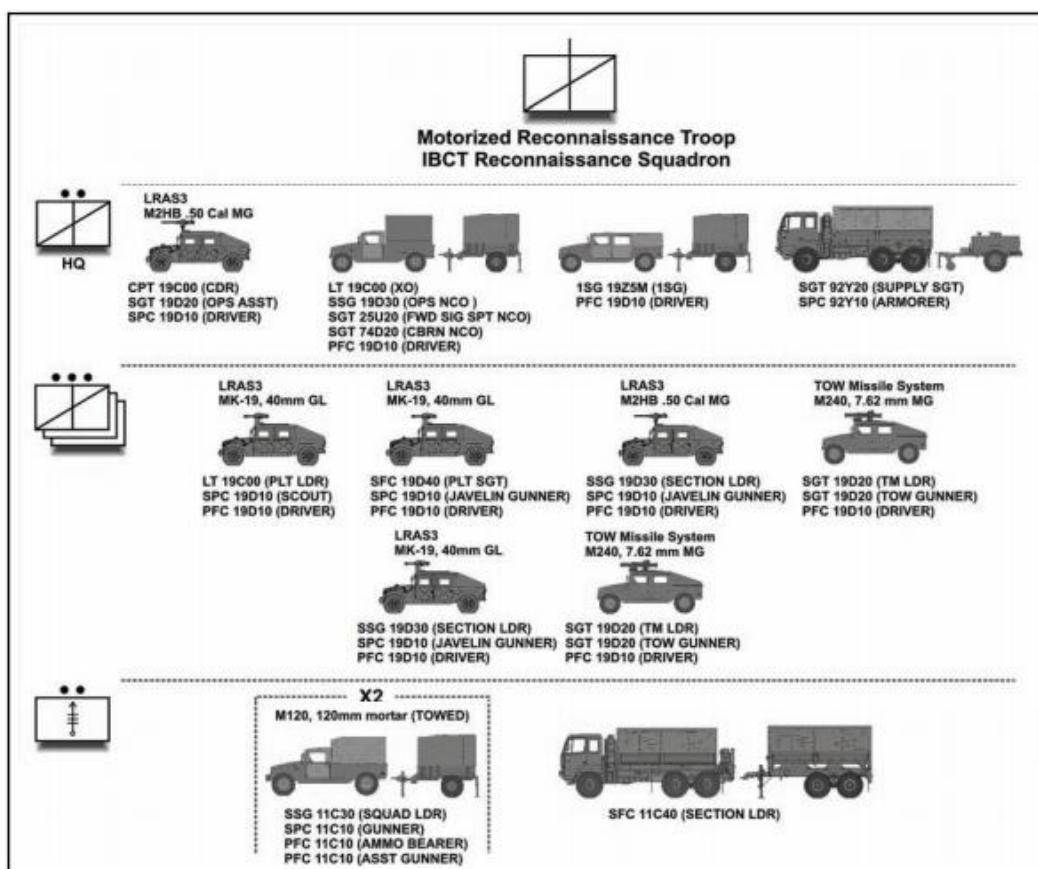 Motorized Reconnaissance Troop
IBCT Reconnaissance Squadron
HQ
LRAS3
M2HB .50 Cal MG
CPT 19C00 (CDR)
SGT 19D20 (OPS ASST)
SPC 19D10 (DRIVER)
LT 19C00 (XO)
SSG 19D30 (OPS NCO )
SGT 25U20 (FWD SIG SPT NCO)
SGT 74D20 (CBRN NCO)
PFC 19D10 (DRIVER)
1SG 19Z5M (1SG)
PFC 19D10 (DRIVER)
SGT 92Y20 (SUPPLY SGT)
SPC 92Y10 (ARMORER)
LRAS3
MK-19, 40mm GL
LT 19C00 (PLT LDR)
SPC 19D10 (SCOUT)
PFC 19D10 (DRIVER)
LRAS3
MK-19, 40mm GL
SFC 19D40 (PLT SGT)
SPC 19D10 (JAVELIN GUNNER)
PFC 19D10 (DRIVER)
LRAS3
M2HB .50 Cal MG
SSG 19D30 (SECTION LDR)
SPC 19D10 (JAVELIN GUNNER)
PFC 19D10 (DRIVER)
TOW Missile System
M240, 7.62 mm MG
SGT 19D20 (TM LDR)
SGT 19D20 (TOW GUNNER)
PFC 19D10 (DRIVER)
LRAS3
MK-19, 40mm GL
SSG 19D30 (SECTION LDR)
SPC 19D10 (JAVELIN GUNNER)
PFC 19D10 (DRIVER)
TOW Missile System
M240, 7.62 mm MG
SGT 19D20 (TM LDR)
SGT 19D20 (TOW GUNNER)
PFC 19D10 (DRIVER)
X2
M120, 120mm mortar (TOWED)
SSG 11C30 (SQUAD LDR)
SPC 11C10 (GUNNER)
PFC 11C10 (AMMO BEARER)
PFC 11C10 (ASST GUNNER)
SFC 11C40 (SECTION LDR)